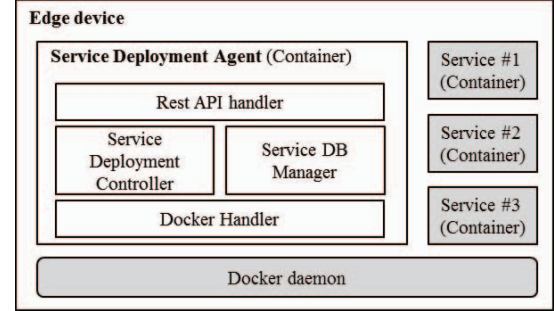 Edge device
Service Deployment Agent (Container)
Rest API handler
Service
Deployment
Controller
Service DB
Manager
Docker Handler
Service #1
(Container)
Service #2
(Container)
Service #3
(Container)
Docker daemon